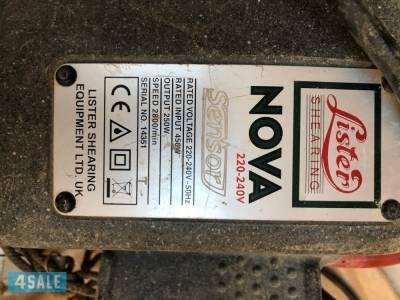 Lister
SHEARING
NOVA
220-240V
Sensor
RATED VOLTAGE 220-240V~50Hz
RATED INPUT 450W
OUTPUT 250W
SPEED 2800/min
SERIAL NO. 14351
CE
LISTER SHEARING
EQUIPMENT LTD. UK
4SALE